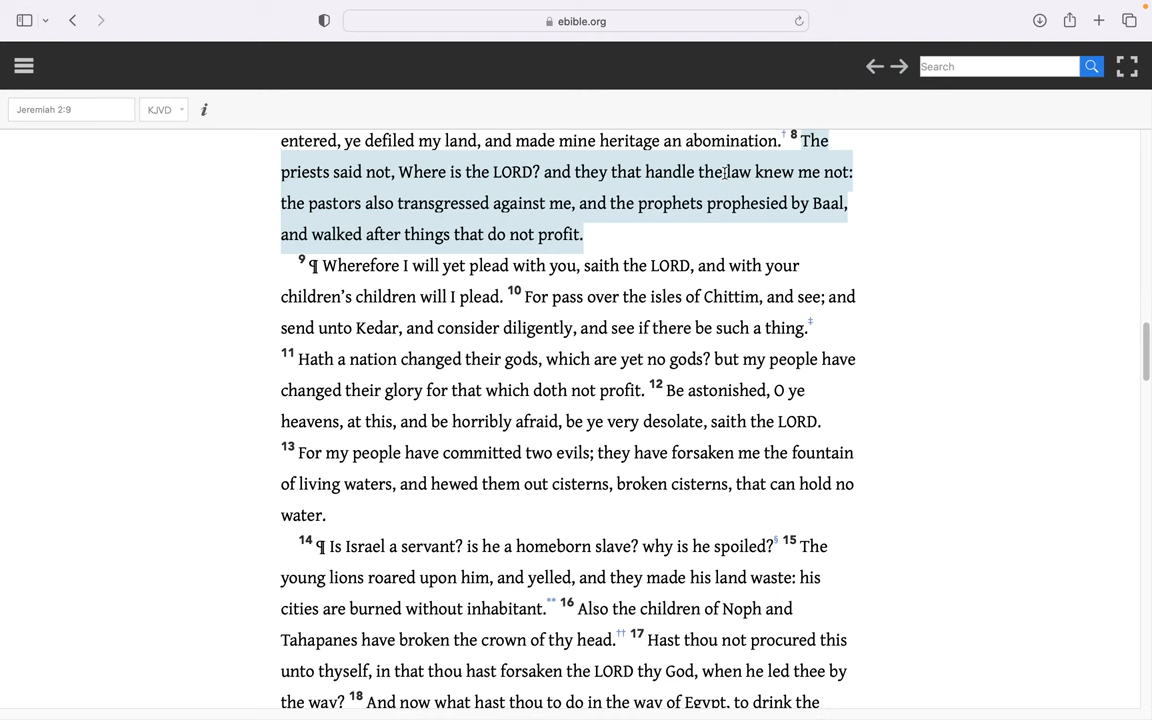 ebible.org
Search
Jeremiah 2:9 KJVD i
entered, ye defiled my land, and made mine heritage an abomination.† 8 The
priests said not, Where is the LORD? and they that handle the law knew me not:
the pastors also transgressed against me, and the prophets prophesied by Baal,
and walked after things that do not profit.
9 ¶ Wherefore I will yet plead with you, saith the LORD, and with your
children’s children will I plead. 10 For pass over the isles of Chittim, and see; and
send unto Kedar, and consider diligently, and see if there be such a thing.‡
11 Hath a nation changed their gods, which are yet no gods? but my people have
changed their glory for that which doth not profit. 12 Be astonished, O ye
heavens, at this, and be horribly afraid, be ye very desolate, saith the LORD.
13 For my people have committed two evils; they have forsaken me the fountain
of living waters, and hewed them out cisterns, broken cisterns, that can hold no
water.
14 ¶ Is Israel a servant? is he a homeborn slave? why is he spoiled?§ 15 The
young lions roared upon him, and yelled, and they made his land waste: his
cities are burned without inhabitant.** 16 Also the children of Noph and
Tahapanes have broken the crown of thy head.†† 17 Hast thou not procured this
unto thyself, in that thou hast forsaken the LORD thy God, when he led thee by
the way? 18 And now what hast thou to do in the way of Egypt, to drink the